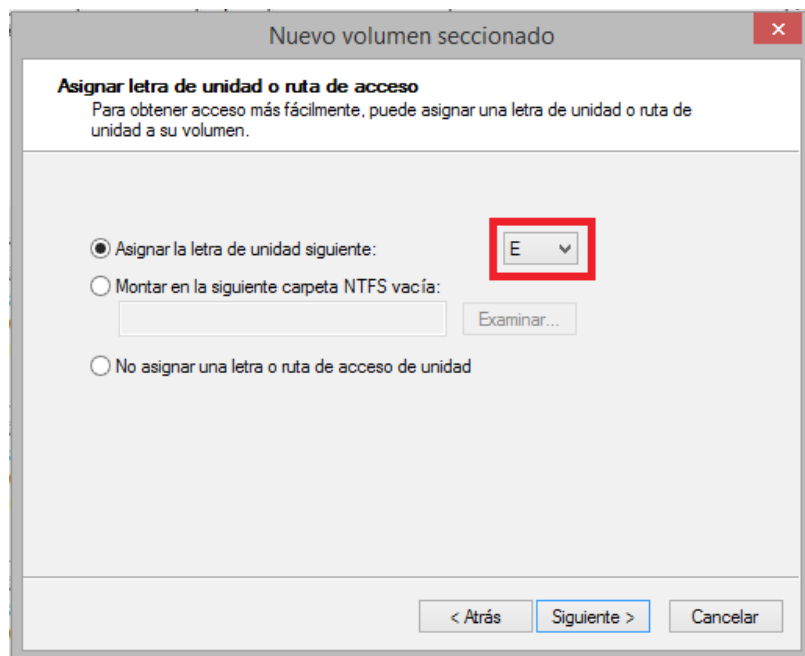 Nuevo volumen seccionado
Asignar letra de unidad o ruta de acceso
Para obtener acceso más fácilmente, puede asignar una letra de unidad o ruta de
unidad a su volumen.
Asignar la letra de unidad siguiente:
E
Montar en la siguiente carpeta NTFS vacía:
Examinar...
No asignar una letra o ruta de acceso de unidad
< Atrás
Siguiente >
Cancelar